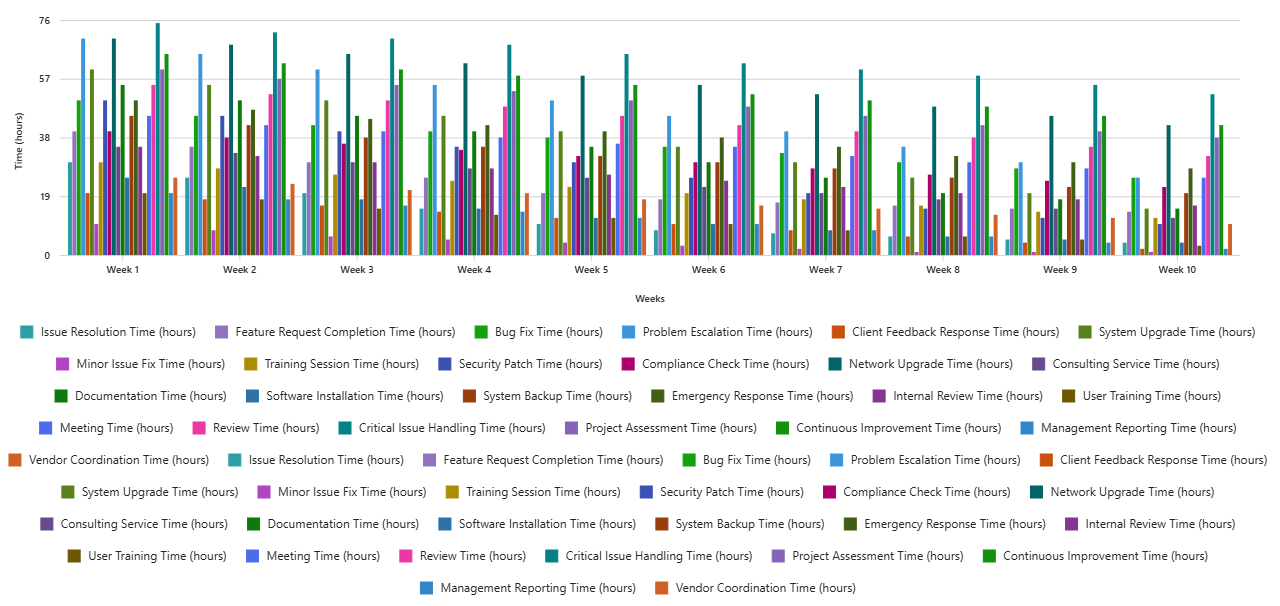 76
57
38
19
0
Time (hours)
Week 1 Week 2 Week 3 Week 4 Week 5 Week 6 Week 7 Week 8 Week 9 Week 10
Weeks
Issue Resolution Time (hours) Feature Request Completion Time (hours) Bug Fix Time (hours) Problem Escalation Time (hours) Client Feedback Response Time (hours) System Upgrade Time (hours)
Minor Issue Fix Time (hours) Training Session Time (hours) Security Patch Time (hours) Compliance Check Time (hours) Network Upgrade Time (hours) Consulting Service Time (hours)
Documentation Time (hours) Software Installation Time (hours) System Backup Time (hours) Emergency Response Time (hours) Internal Review Time (hours) User Training Time (hours)
Meeting Time (hours) Review Time (hours) Critical Issue Handling Time (hours) Project Assessment Time (hours) Continuous Improvement Time (hours) Management Reporting Time (hours)
Vendor Coordination Time (hours) Issue Resolution Time (hours) Feature Request Completion Time (hours) Bug Fix Time (hours) Problem Escalation Time (hours) Client Feedback Response Time (hours)
System Upgrade Time (hours) Minor Issue Fix Time (hours) Training Session Time (hours) Security Patch Time (hours) Compliance Check Time (hours) Network Upgrade Time (hours)
Consulting Service Time (hours) Documentation Time (hours) Software Installation Time (hours) System Backup Time (hours) Emergency Response Time (hours) Internal Review Time (hours)
User Training Time (hours) Meeting Time (hours) Review Time (hours) Critical Issue Handling Time (hours) Project Assessment Time (hours) Continuous Improvement Time (hours)
Management Reporting Time (hours) Vendor Coordination Time (hours)